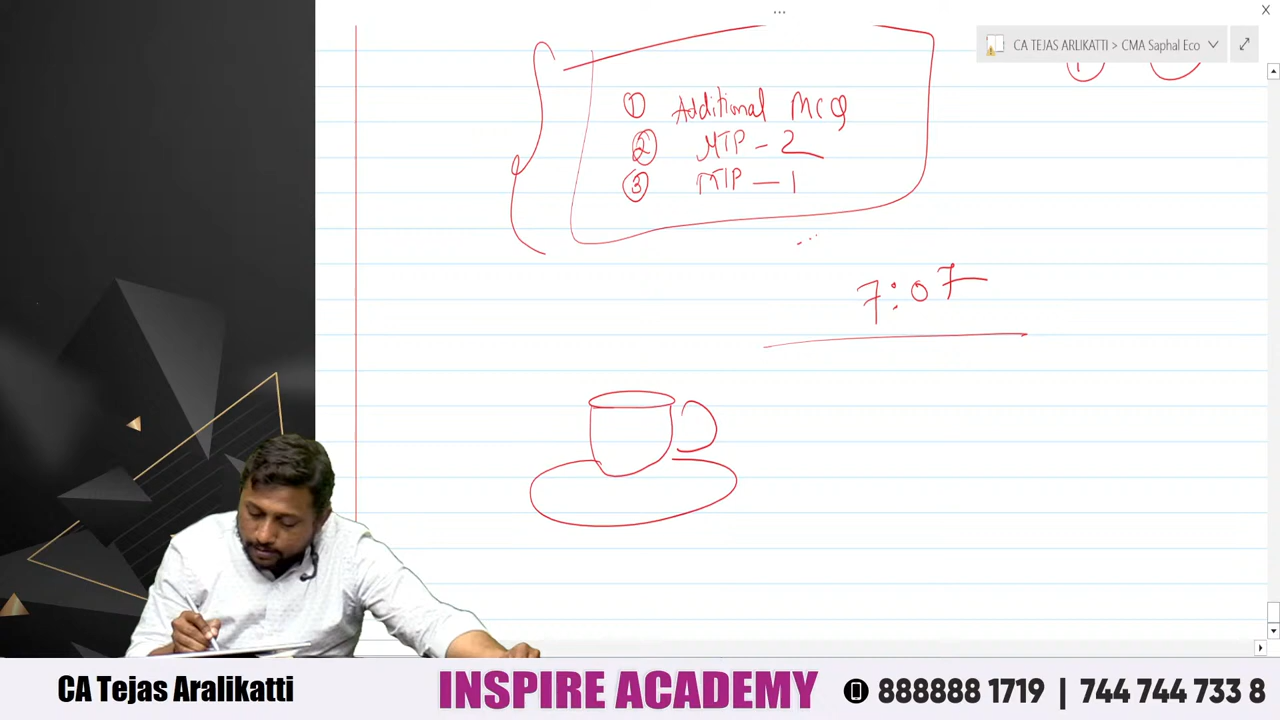 ...
CA TEJAS ARLIKATTI > CMA Saphal Eco
① Additional MCQ
② MTP - 2
③ MTP - 1
7:07
CA Tejas Aralikatti
INSPIRE ACADEMY
888888 1719 | 744 744 733 8